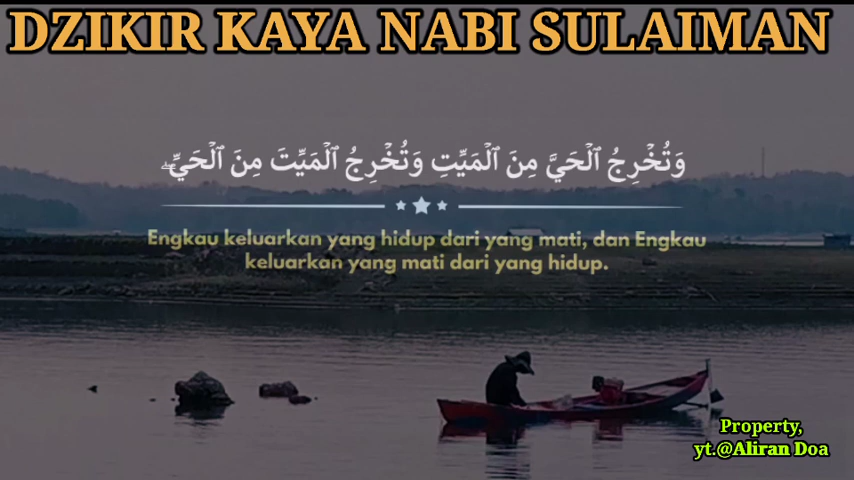 DZIKIR KAYA NABI SULAIMAN
وَتُخْرِجُ ٱلْحَيَّ مِنَ ٱلْمَيِّتِ وَتُخْرِجُ ٱلْمَيِّتَ مِنَ ٱلْحَيِّ ۖ
Engkau keluarkan yang hidup dari yang mati, dan Engkau
keluarkan yang mati dari yang hidup.
Property,
yt.@Aliran Doa